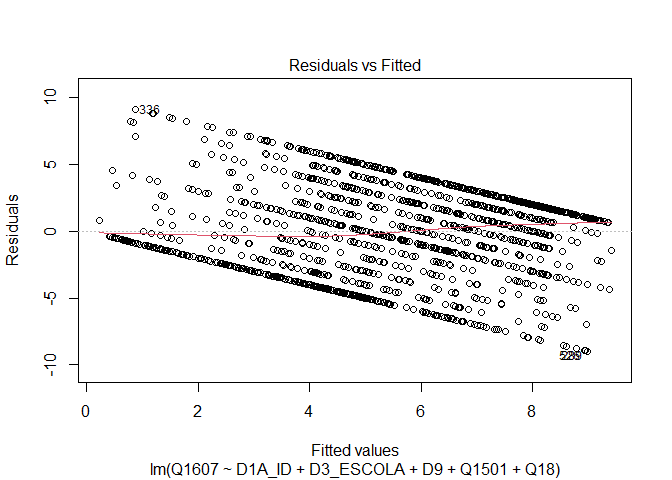 Residuals vs Fitted
10
5
0
-5
-10
Residuals
336
0
2
4
6
8
Fitted values
lm(Q1607 ~ D1A_ID + D3_ESCOLA + D9 + Q1501 + Q18)